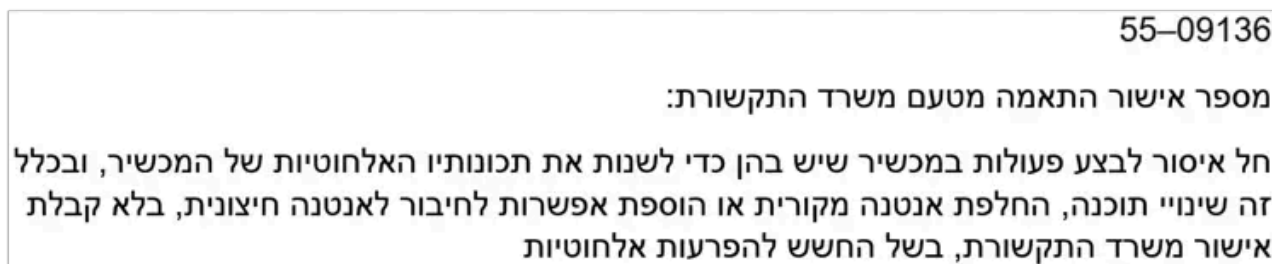 55–09136
מספר אישור התאמה מטעם משרד התקשורת:
חל איסור לבצע פעולות במכשיר שיש בהן כדי לשנות את תכונותיו האלחוטיות של המכשיר, ובכלל
זה שינויי תוכנה, החלפת אנטנה מקורית או הוספת אפשרות לחיבור לאנטנה חיצונית, בלא קבלת
אישור משרד התקשורת, בשל החשש להפרעות אלחוטיות